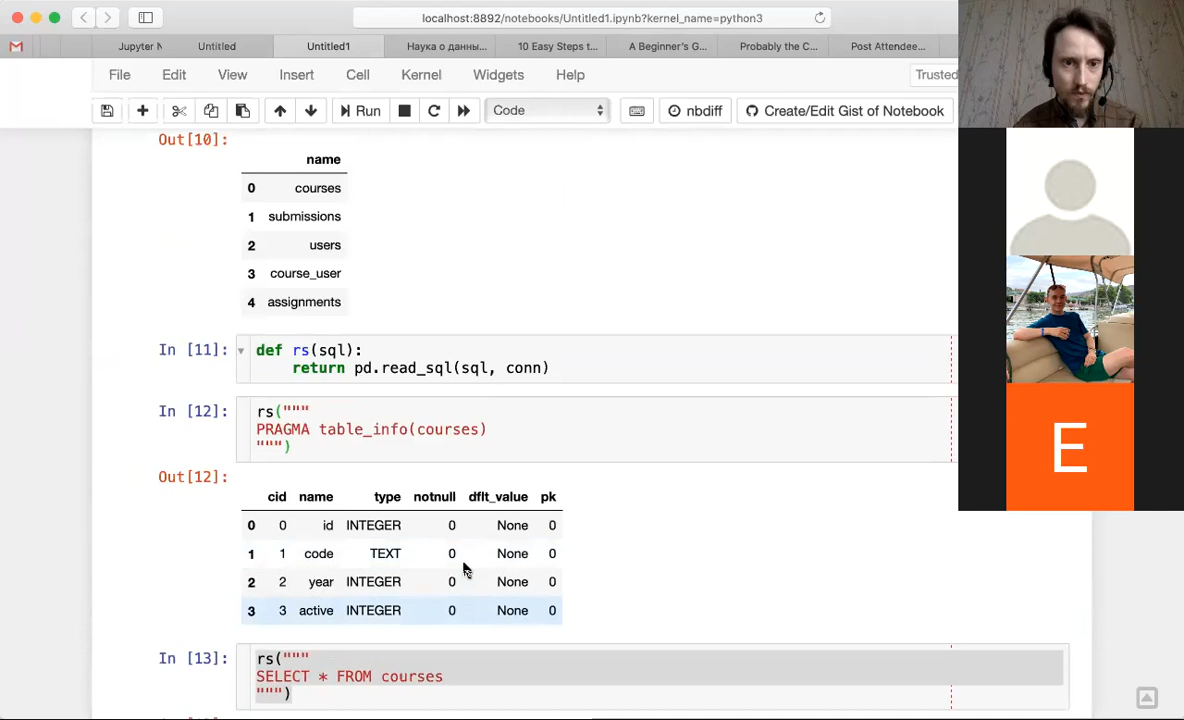 localhost:8892/notebooks/Untitled1.ipynb?kernel_name=python3
Jupyter N
Untitled
Untitled1
Наука о данны...
10 Easy Steps t...
A Beginner's G...
Probably the C...
Post Attendee...
File Edit View Insert Cell Kernel Widgets Help
Trusted
Run
Code
nbdiff
Create/Edit Gist of Notebook
Out[10]:
name
0 courses
1 submissions
2 users
3 course_user
4 assignments
In [11]:
def rs(sql):
return pd.read_sql(sql, conn)
In [12]:
rs("""
PRAGMA table_info(courses)
""")
Out[12]:
cid name type notnull dflt_value pk
0 0 id INTEGER 0 None 0
1 1 code TEXT 0 None 0
2 2 year INTEGER 0 None 0
3 3 active INTEGER 0 None 0
In [13]:
rs("""
SELECT * FROM courses
""")
E